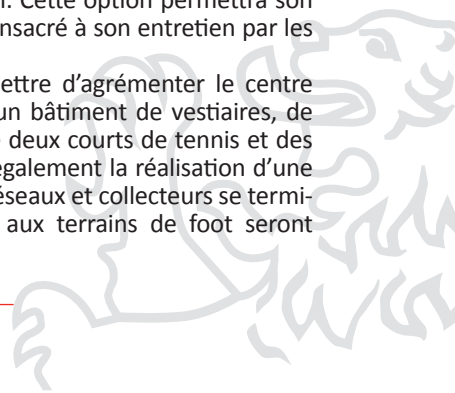 . Cette option permettra son
nsacré à son entretien par les
ettre d'agrémenter le centre
un bâtiment de vestiaires, de
deux courts de tennis et des
également la réalisation d'une
éseaux et collecteurs se termi-
aux terrains de foot seront